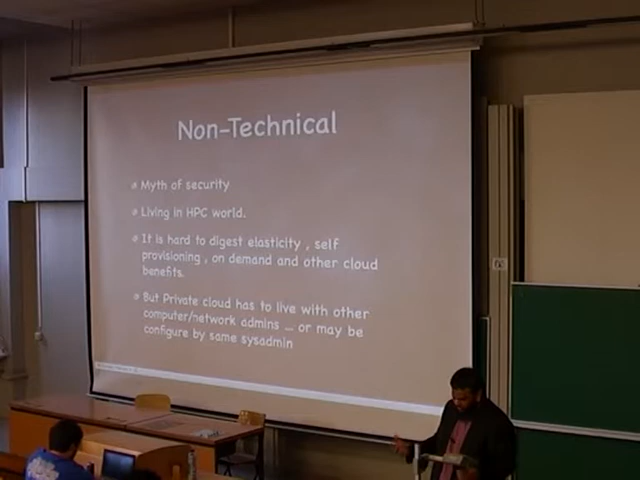 Non-Technical
Myth of security
Living in HPC world.
It is hard to digest elasticity , self
provisioning , on demand and other cloud
benefits.
But Private cloud has to live with other
computer/network admins ... or may be
configure by same sysadmin